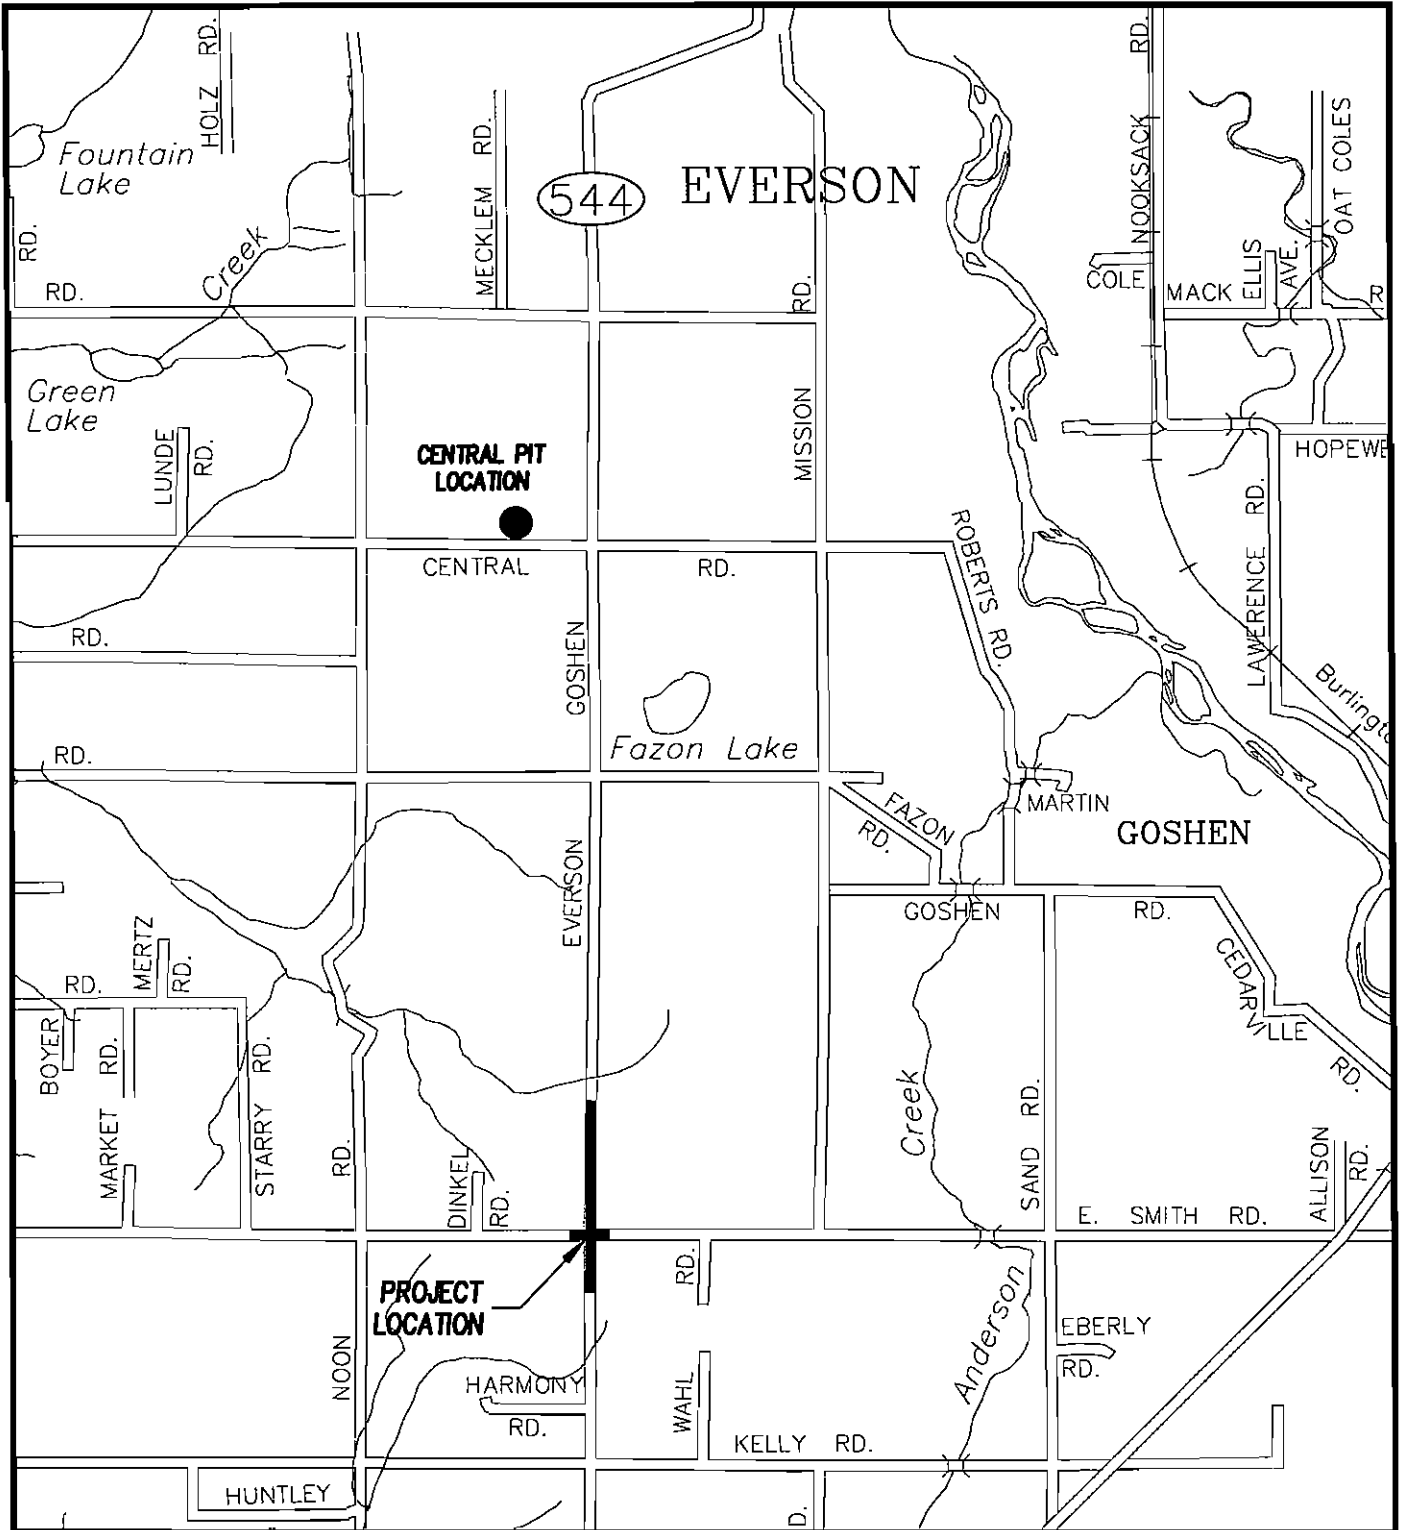 HOLZ RD.
Fountain
Lake
RD.
RD.
Creek
MECKLEM RD.
544
EVERSON
RD.
NOOKSACK RD.
COLE
MACK
ELLIS
AVE.
OAT COLES
R
Green
Lake
LUNDE
RD.
CENTRAL PIT
LOCATION
MISSION
HOPEWE
LAWERENCE RD.
ROBERTS RD.
CENTRAL RD.
RD.
GOSHEN
Fazon Lake
Burlingto
RD.
MARTIN
FAZON
RD.
GOSHEN
EVERSON
GOSHEN RD.
CEDARVILLE
RD.
MERTZ
RD.
RD.
BOYER
MARKET RD.
STARRY RD.
RD.
DINKEL
RD.
Creek
SAND RD.
ALLISON
RD.
E. SMITH RD.
PROJECT
LOCATION
RD.
Anderson
EBERLY
RD.
NOON
HARMONY
RD.
WAHL
KELLY RD.
HUNTLEY
D.